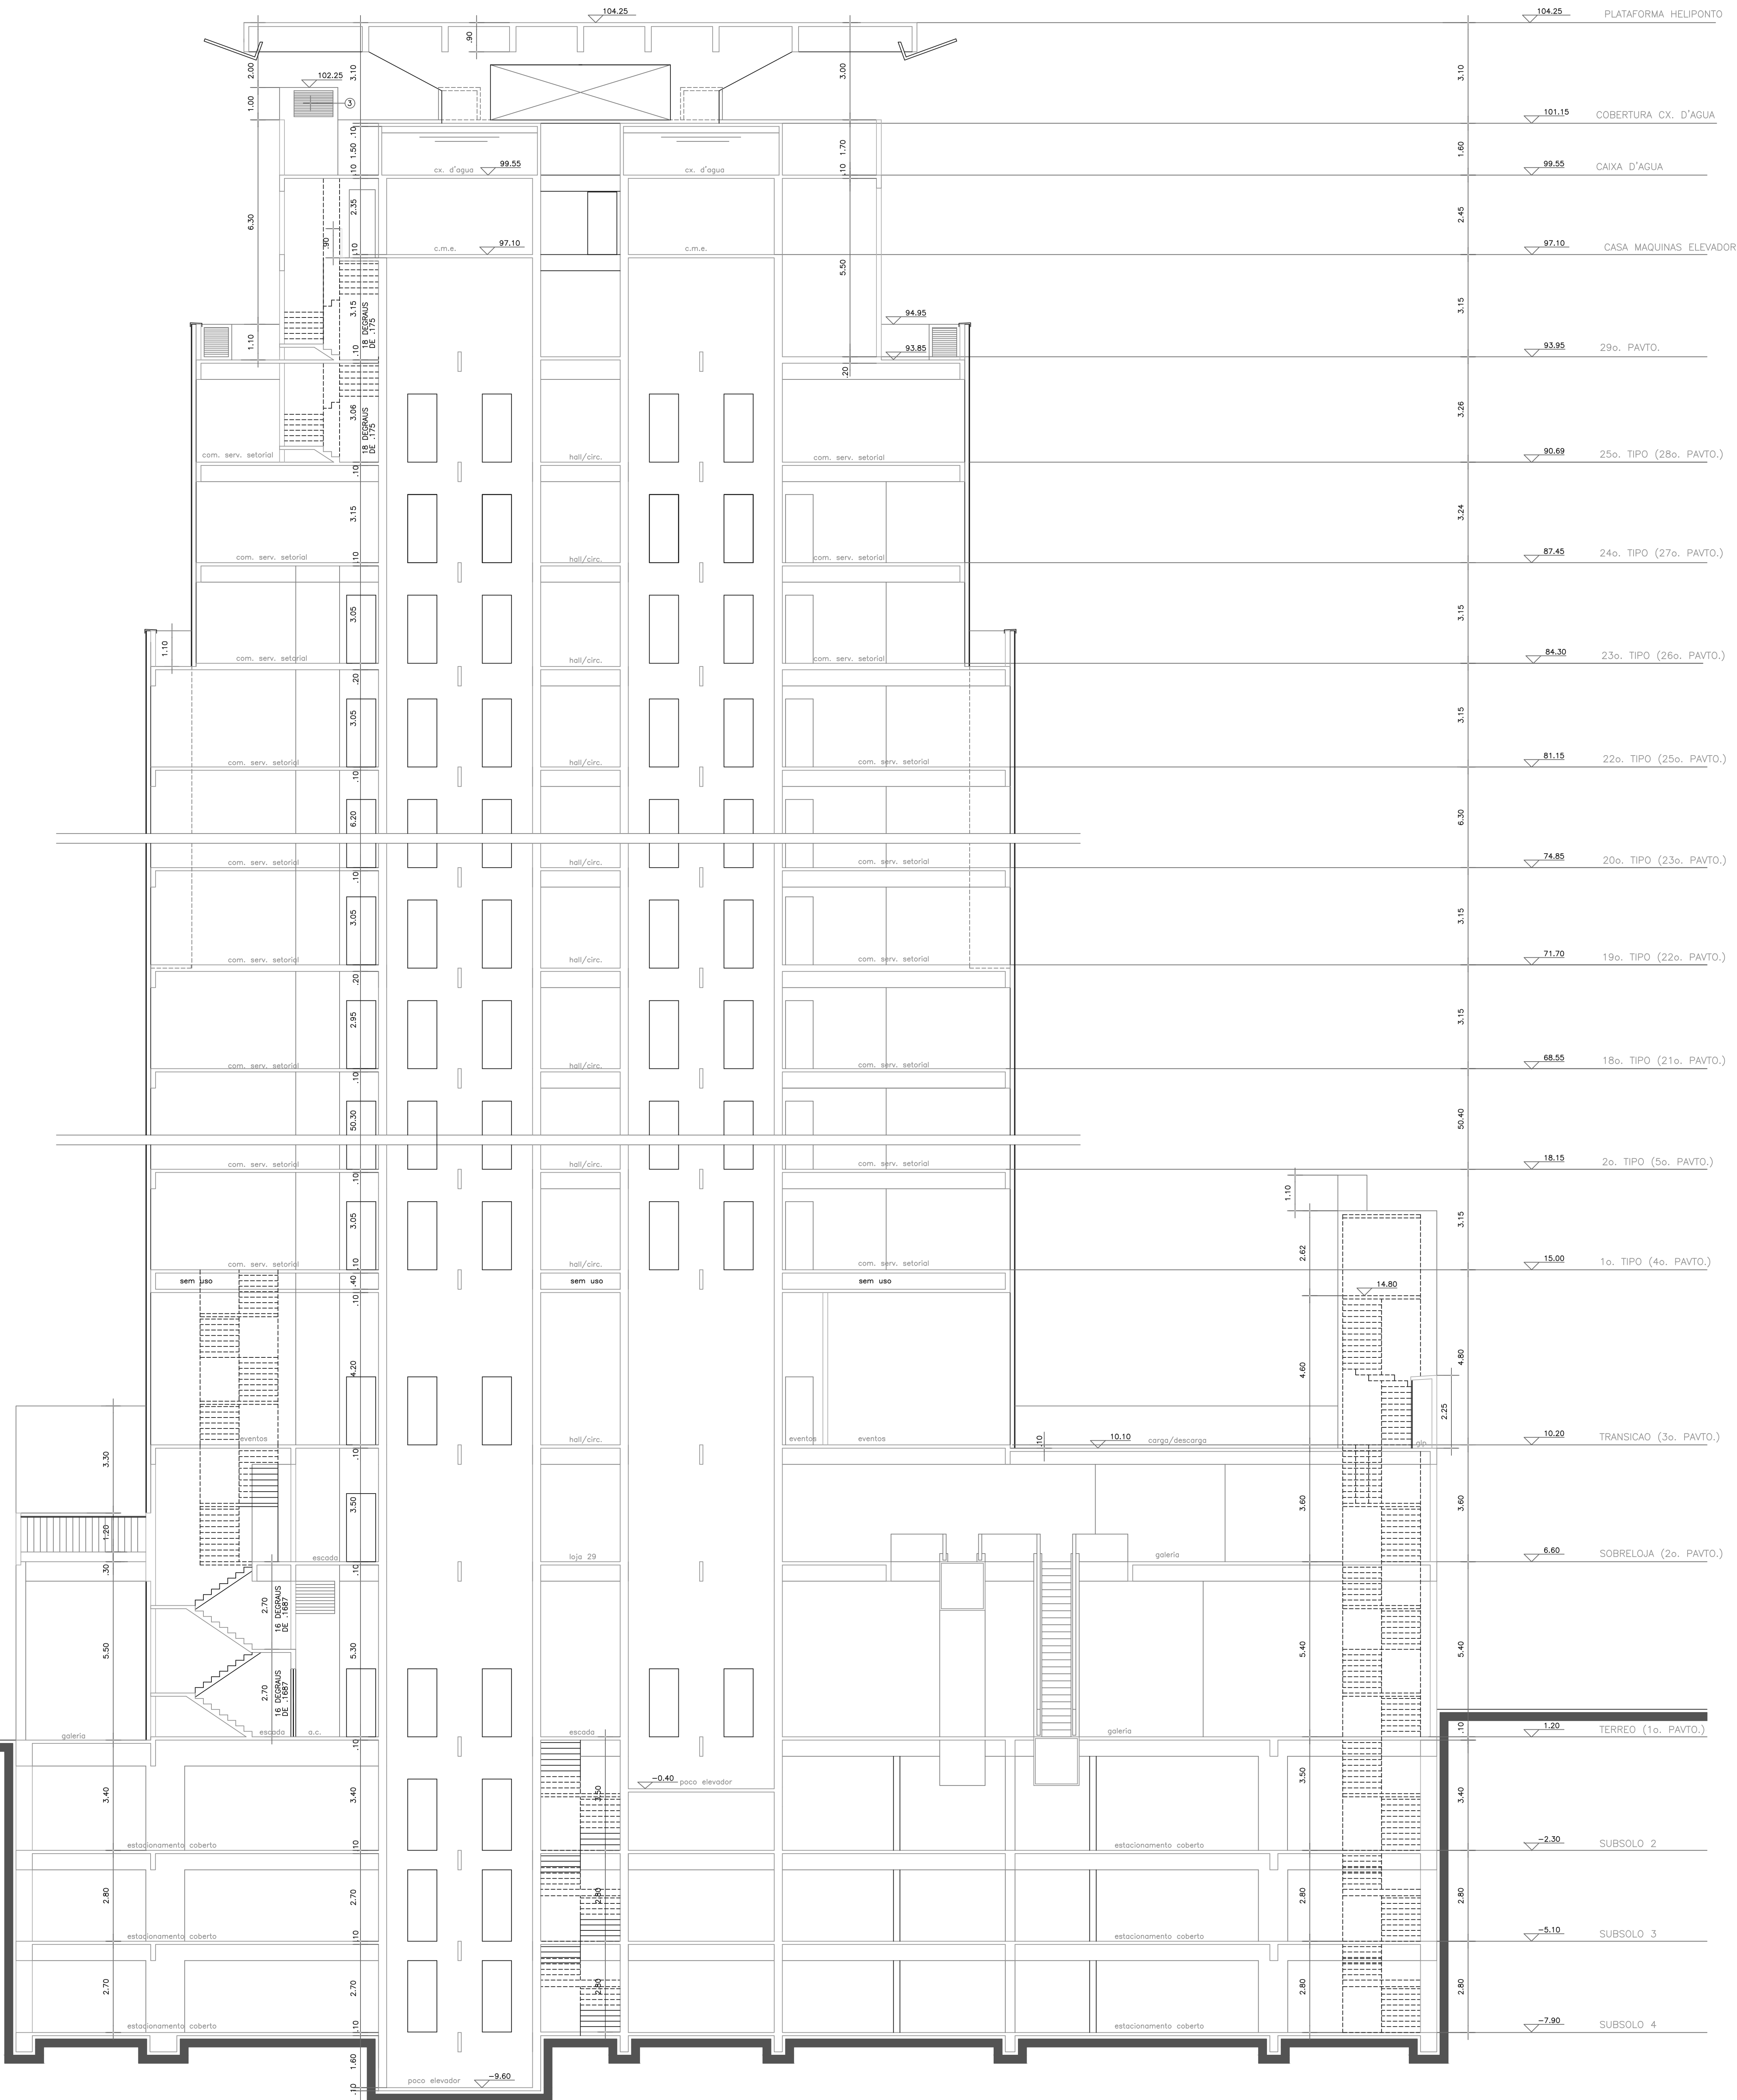 104.25
104.25 PLATAFORMA HELIPONTO
.90
2.00
3.10
3.00
3.10
102.25
3
1.00
101.15 COBERTURA CX. D'AGUA
.10
1.50
1.70
1.60
cx. d'agua 99.55
cx. d'agua
.10
.10
99.55 CAIXA D'AGUA
6.30
2.35
2.45
.90
c.m.e. 97.10
c.m.e.
.10
5.50
97.10 CASA MAQUINAS ELEVADOR
3.15
18 DEGRAUS
DE .175
3.15
94.95
1.10
.10
93.85
93.95 29o. PAVTO.
.20
3.06
18 DEGRAUS
DE .175
3.26
com. serv. setorial
hall/circ.
com. serv. setorial
90.69 25o. TIPO (28o. PAVTO.)
.10
3.15
3.24
com. serv. setorial
hall/circ.
com. serv. setorial
.10
87.45 24o. TIPO (27o. PAVTO.)
3.05
3.15
1.10
com. serv. setorial
hall/circ.
com. serv. setorial
84.30 23o. TIPO (26o. PAVTO.)
.20
3.05
3.15
com. serv. setorial
hall/circ.
com. serv. setorial
81.15 22o. TIPO (25o. PAVTO.)
.10
6.20
6.30
com. serv. setorial
hall/circ.
com. serv. setorial
74.85 20o. TIPO (23o. PAVTO.)
.10
3.05
3.15
com. serv. setorial
hall/circ.
com. serv. setorial
71.70 19o. TIPO (22o. PAVTO.)
.20
2.95
3.15
com. serv. setorial
hall/circ.
com. serv. setorial
68.55 18o. TIPO (21o. PAVTO.)
.10
50.30
50.40
com. serv. setorial
hall/circ.
com. serv. setorial
18.15 2o. TIPO (5o. PAVTO.)
.10
1.10
3.05
3.15
2.62
com. serv. setorial
hall/circ.
com. serv. setorial
.10
15.00 1o. TIPO (4o. PAVTO.)
sem uso
.40
sem uso
sem uso
14.80
.10
4.20
4.60
4.80
2.25
eventos
hall/circ.
eventos
eventos
.10
10.10
carga/descarga
glp
10.20 TRANSICAO (3o. PAVTO.)
3.30
.10
3.50
3.60
3.60
1.20
escada
loja 29
galeria
6.60 SOBRELOJA (2o. PAVTO.)
.30
.10
2.70
16 DEGRAUS
DE .1687
5.50
5.30
5.40
5.40
2.70
16 DEGRAUS
DE .1687
galeria
escada
a.c.
escada
galeria
.10
1.20 TERREO (1o. PAVTO.)
.10
-0.40 poco elevador
3.50
3.40
3.40
3.50
3.40
estacionamento coberto
.10
estacionamento coberto
-2.30 SUBSOLO 2
2.80
2.70
2.80
2.80
2.80
estacionamento coberto
.10
estacionamento coberto
-5.10 SUBSOLO 3
2.70
2.70
2.80
2.80
2.80
estacionamento coberto
.10
estacionamento coberto
-7.90 SUBSOLO 4
1.60
poco elevador -9.60
.10